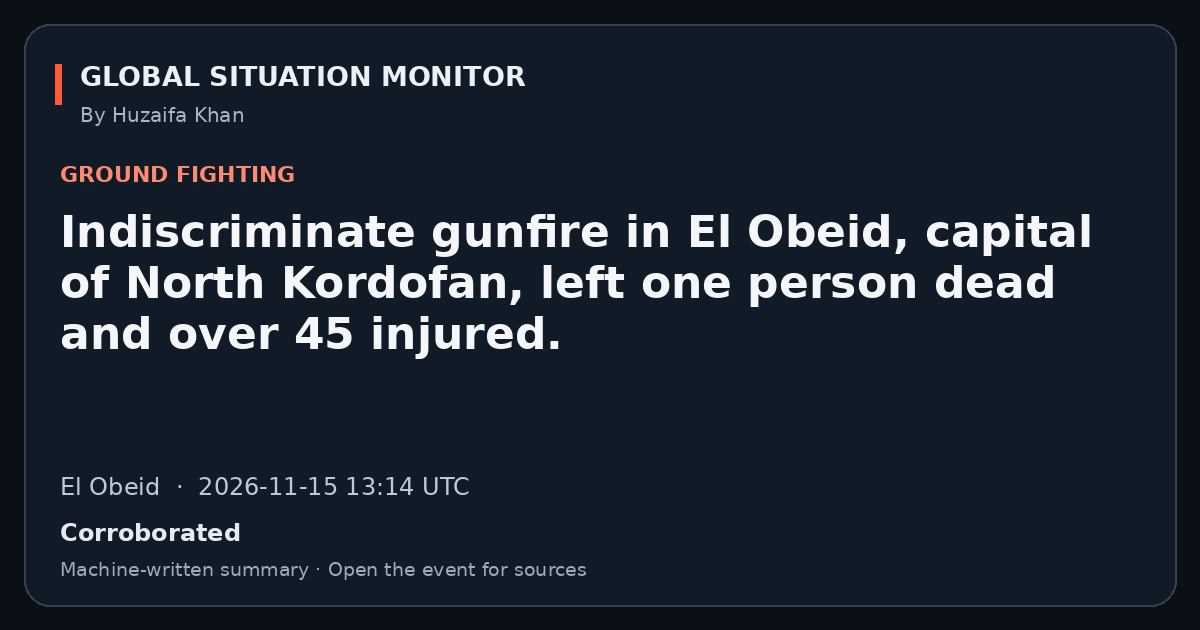 GLOBAL SITUATION MONITOR
By Huzaifa Khan
GROUND FIGHTING
Indiscriminate gunfire in El Obeid, capital
of North Kordofan, left one person dead
and over 45 injured.
El Obeid · 2026-11-15 13:14 UTC
Corroborated
Machine-written summary · Open the event for sources